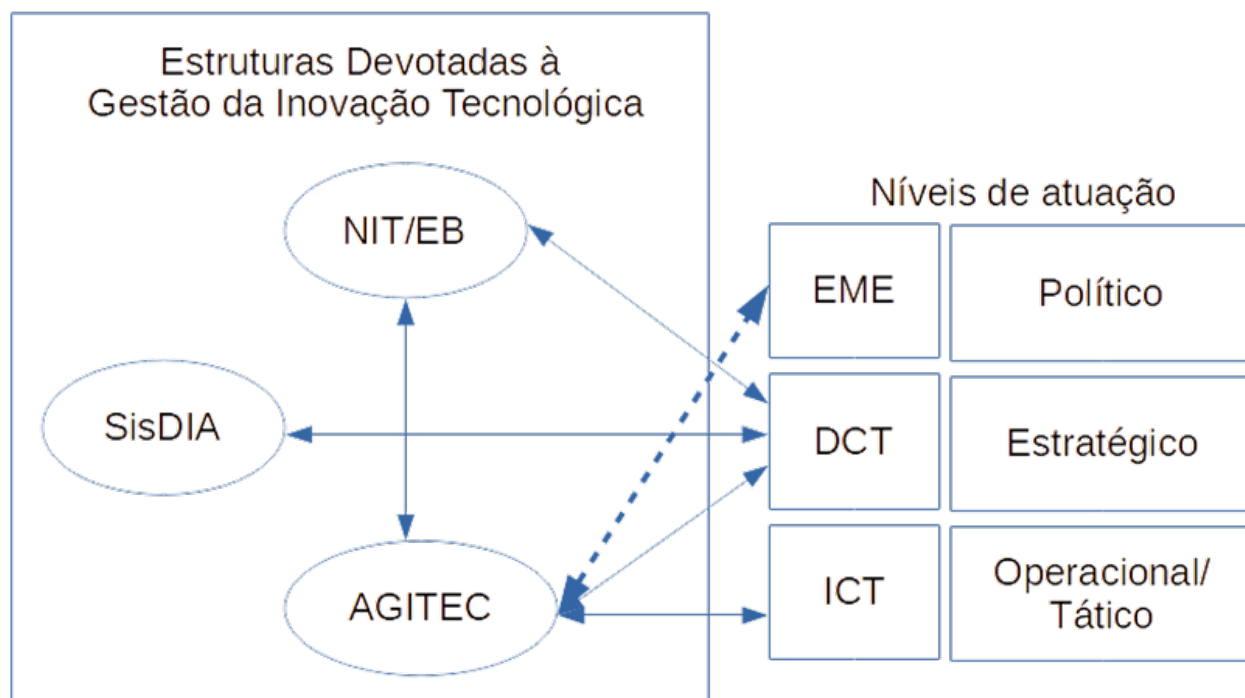 Estruturas Devotadas à
Gestão da Inovação Tecnológica
NIT/EB
SisDIA
AGITEC
Níveis de atuação
EME
Político
DCT
Estratégico
ICT
Operacional/
Tático